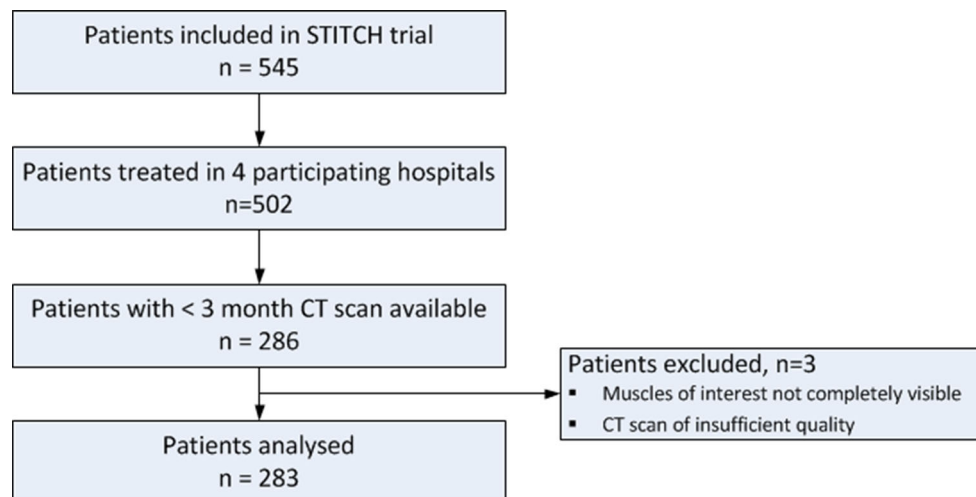 Patients included in STITCH trial
n = 545
Patients treated in 4 participating hospitals
n=502
Patients with < 3 month CT scan available
n = 286
Patients excluded, n=3
▪ Muscles of interest not completely visible
▪ CT scan of insufficient quality
Patients analysed
n = 283